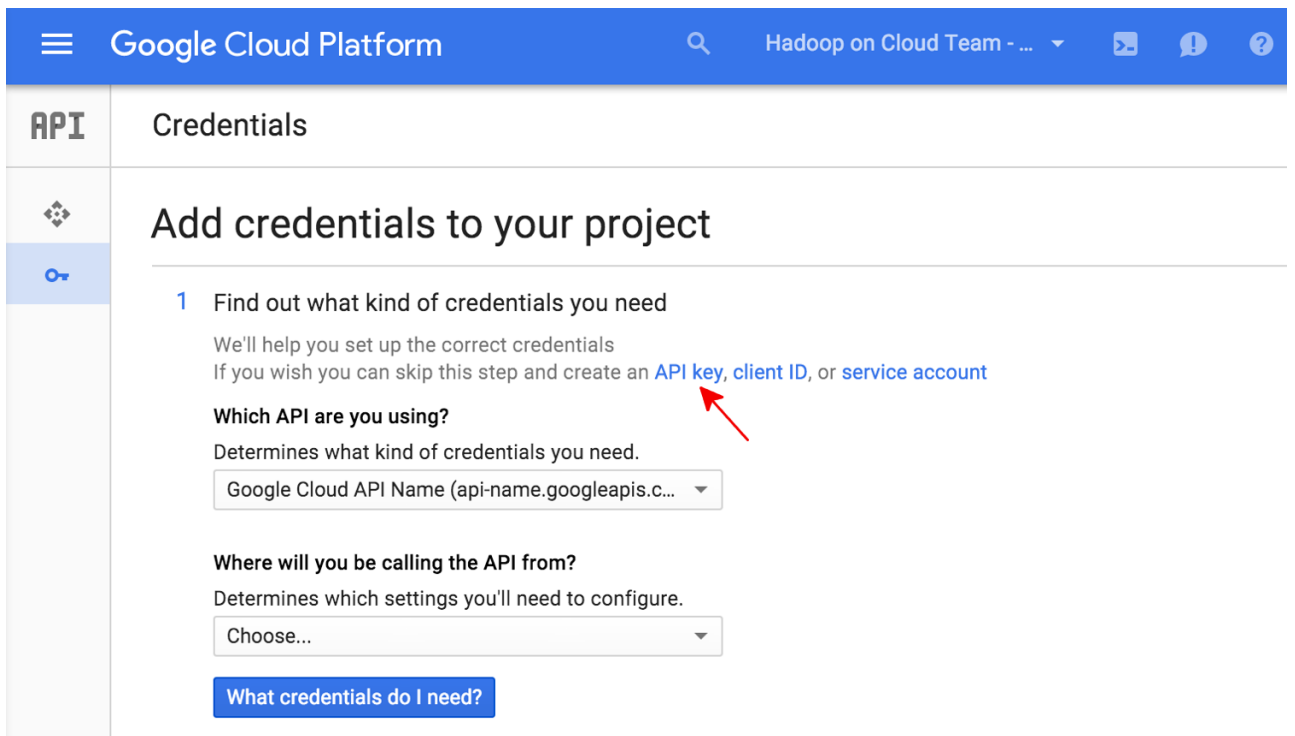 Google Cloud Platform
Hadoop on Cloud Team - ...
API
Credentials
Add credentials to your project
1 Find out what kind of credentials you need
We'll help you set up the correct credentials
If you wish you can skip this step and create an API key, client ID, or service account
Which API are you using?
Determines what kind of credentials you need.
Google Cloud API Name (api-name.googleapis.c...
Where will you be calling the API from?
Determines which settings you'll need to configure.
Choose...
What credentials do I need?